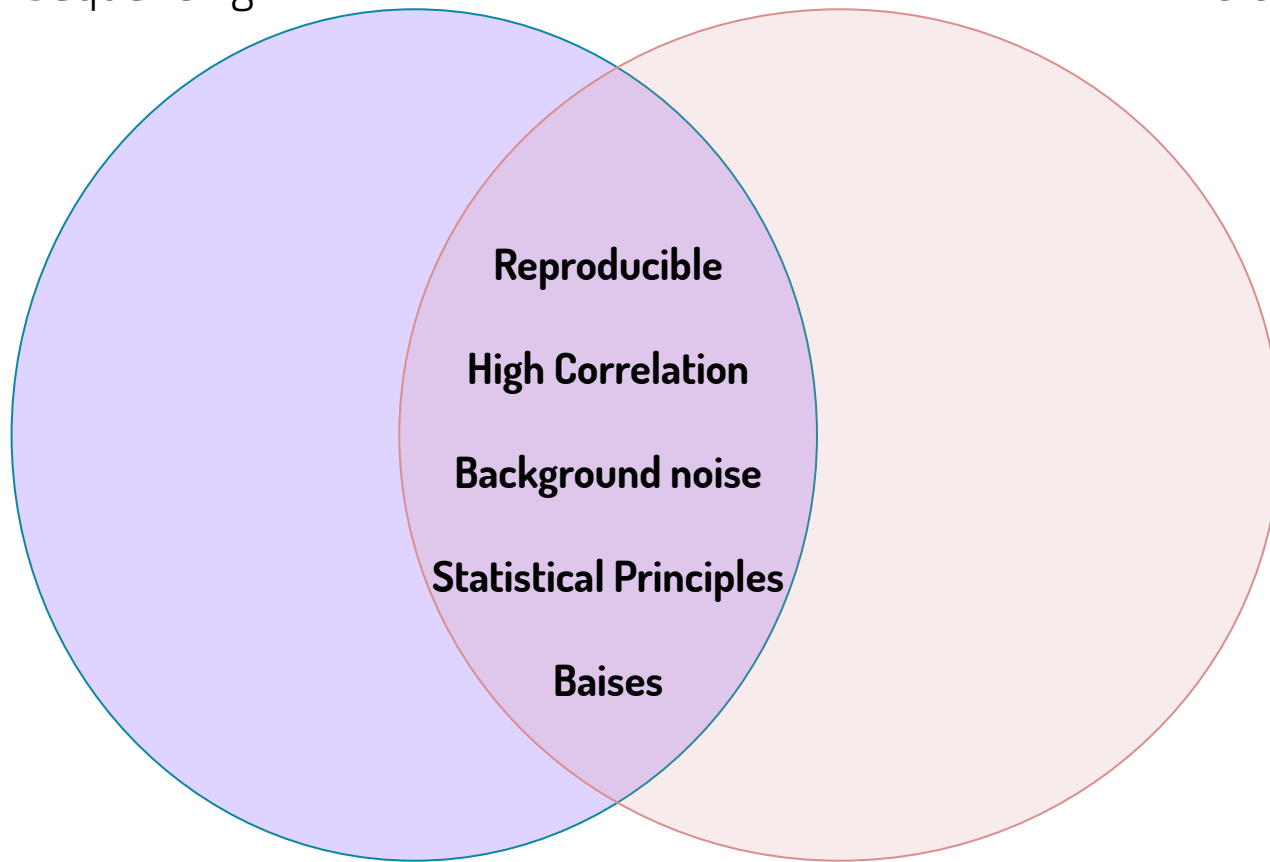 Reproducible
High Correlation
Background noise
Statistical Principles
Baises